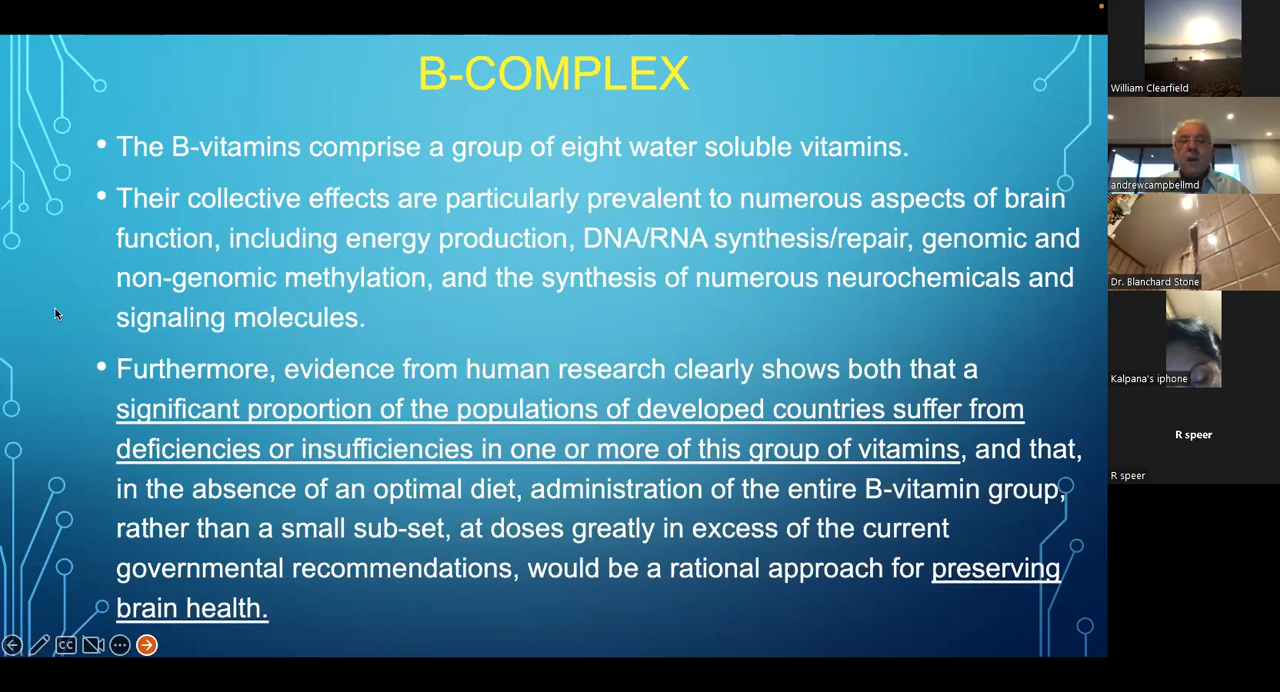 B-COMPLEX
• The B-vitamins comprise a group of eight water soluble vitamins.
• Their collective effects are particularly prevalent to numerous aspects of brain
function, including energy production, DNA/RNA synthesis/repair, genomic and
non-genomic methylation, and the synthesis of numerous neurochemicals and
signaling molecules.
• Furthermore, evidence from human research clearly shows both that a
significant proportion of the populations of developed countries suffer from
deficiencies or insufficiencies in one or more of this group of vitamins, and that,
in the absence of an optimal diet, administration of the entire B-vitamin group,
rather than a small sub-set, at doses greatly in excess of the current
governmental recommendations, would be a rational approach for preserving
brain health.
CC
William Clearfield
andrewcampbellmd
Dr. Blanchard Stone
Kalpana's iphone
R speer
R speer